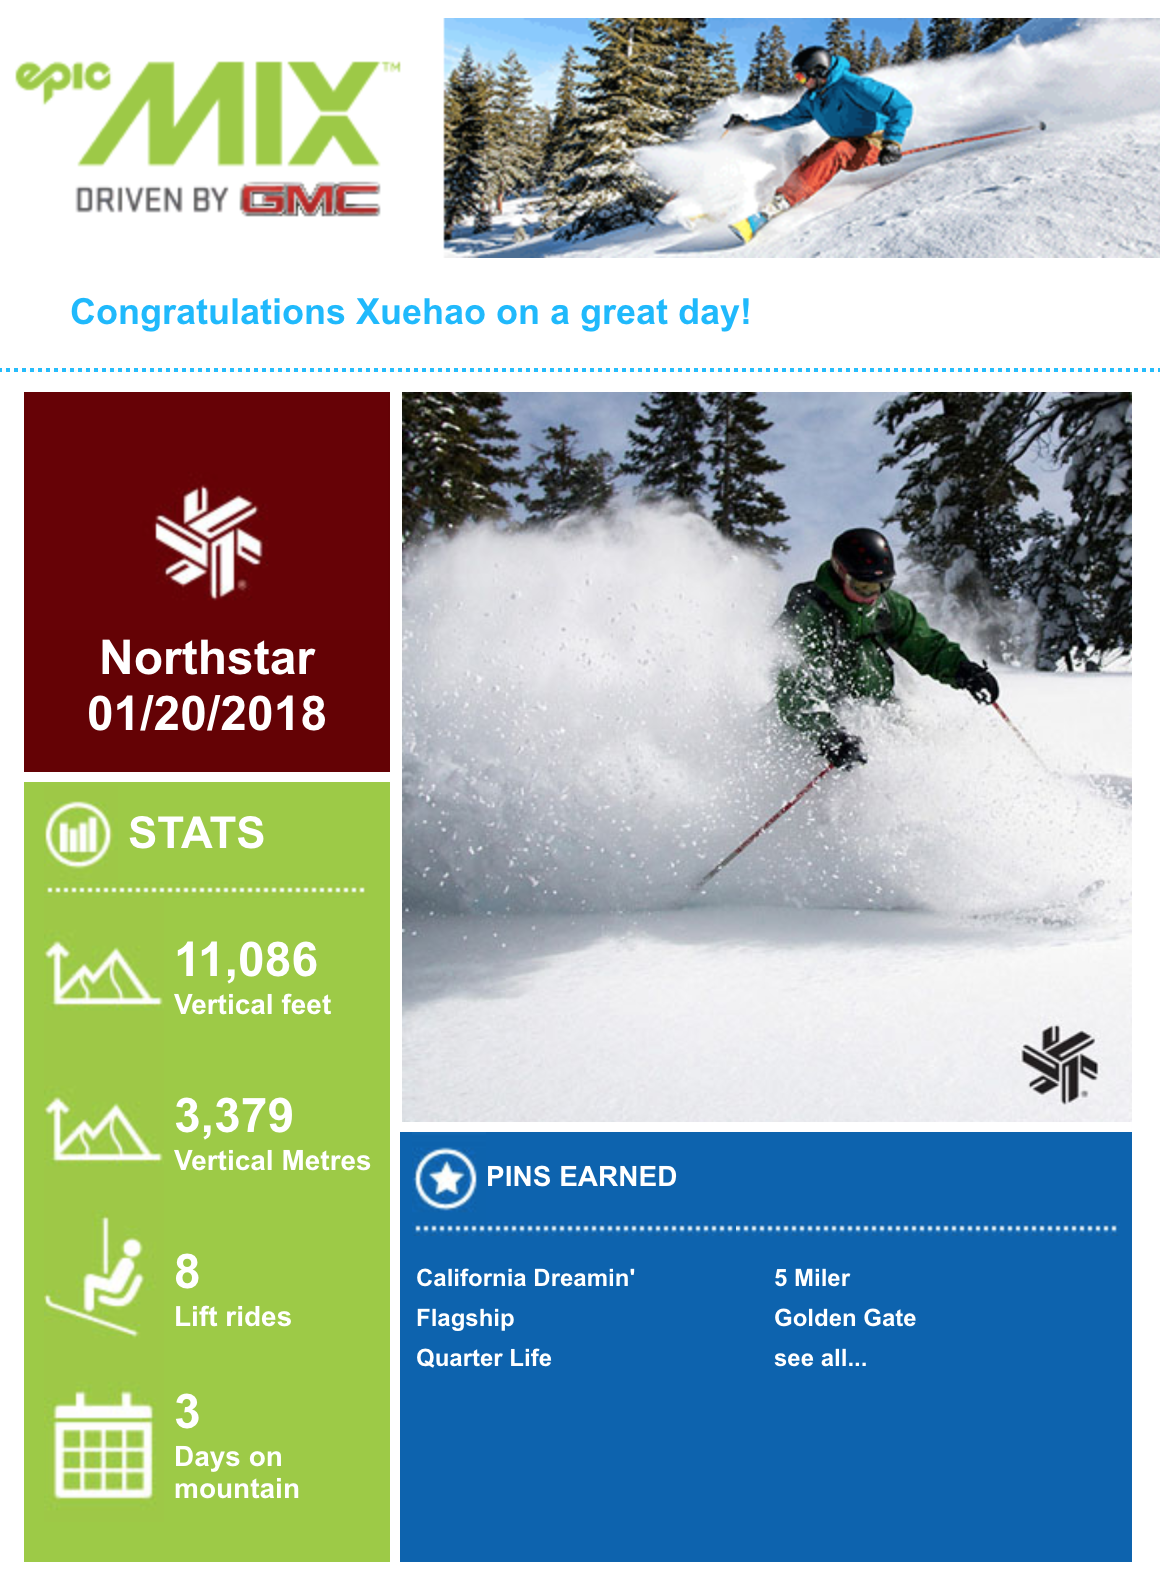 epic MIX™
DRIVEN BY GMC
Congratulations Xuehao on a great day!
Northstar
01/20/2018
STATS
11,086
Vertical feet
3,379
Vertical Metres
8
Lift rides
3
Days on
mountain
PINS EARNED
California Dreamin'
5 Miler
Flagship
Golden Gate
Quarter Life
see all...